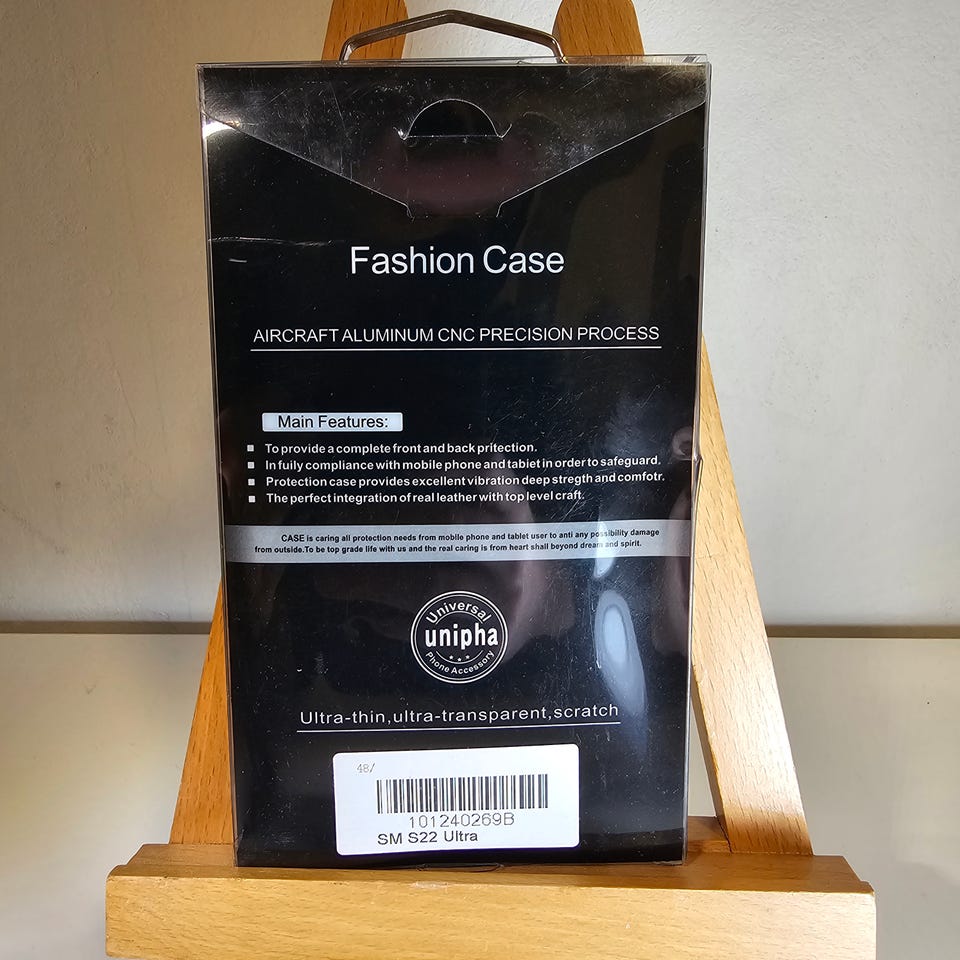 Fashion Case
AIRCRAFT ALUMINUM CNC PRECISION PROCESS
Main Features:
To provide a complete front and back pritection.
In fuily compliance with mobile phone and tabiet in order to safeguard.
Protection case provides excellent vibration deep stregth and comfotr.
The perfect integration of real leather with top level craft.
CASE is caring all protection needs from mobile phone and tablet user to anti any possibility damage
from outside.To be top grade life with us and the real caring is from heart shall beyond dream and spirit.
Universal
unipha
Phone Accessory
Ultra-thin,ultra-transparent,scratch
48/
101240269B
SM S22 Ultra